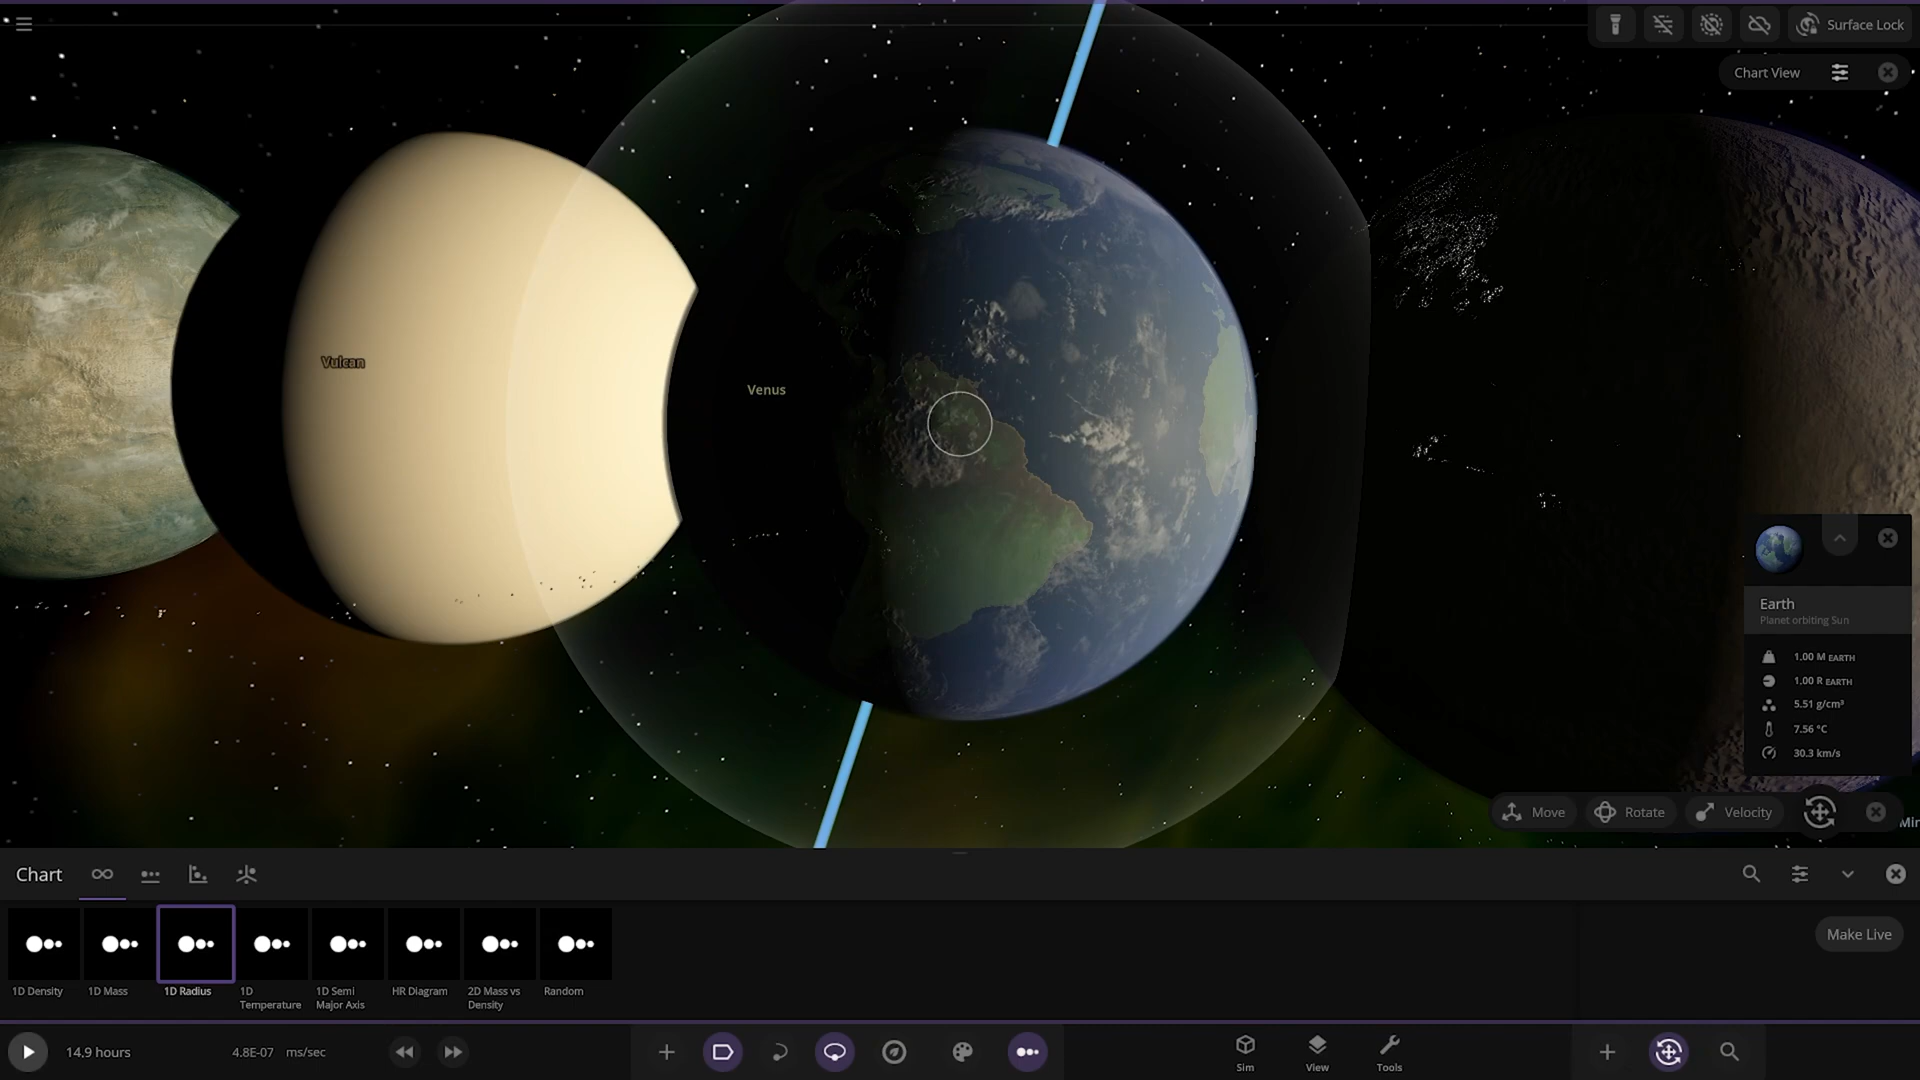 Surface Lock
Chart View
Vulcan
Venus
Earth
Planet orbiting Sun
1.00 M EARTH
1.00 R EARTH
5.51 g/cm³
7.56 °C
30.3 km/s
Move
Rotate
Velocity
Chart
Make Live
1D Density
1D Mass
1D Radius
1D
Temperature
1D Semi
Major Axis
HR Diagram
2D Mass vs
Density
Random
14.9 hours
4.8E-07 ms/sec
Sim
View
Tools